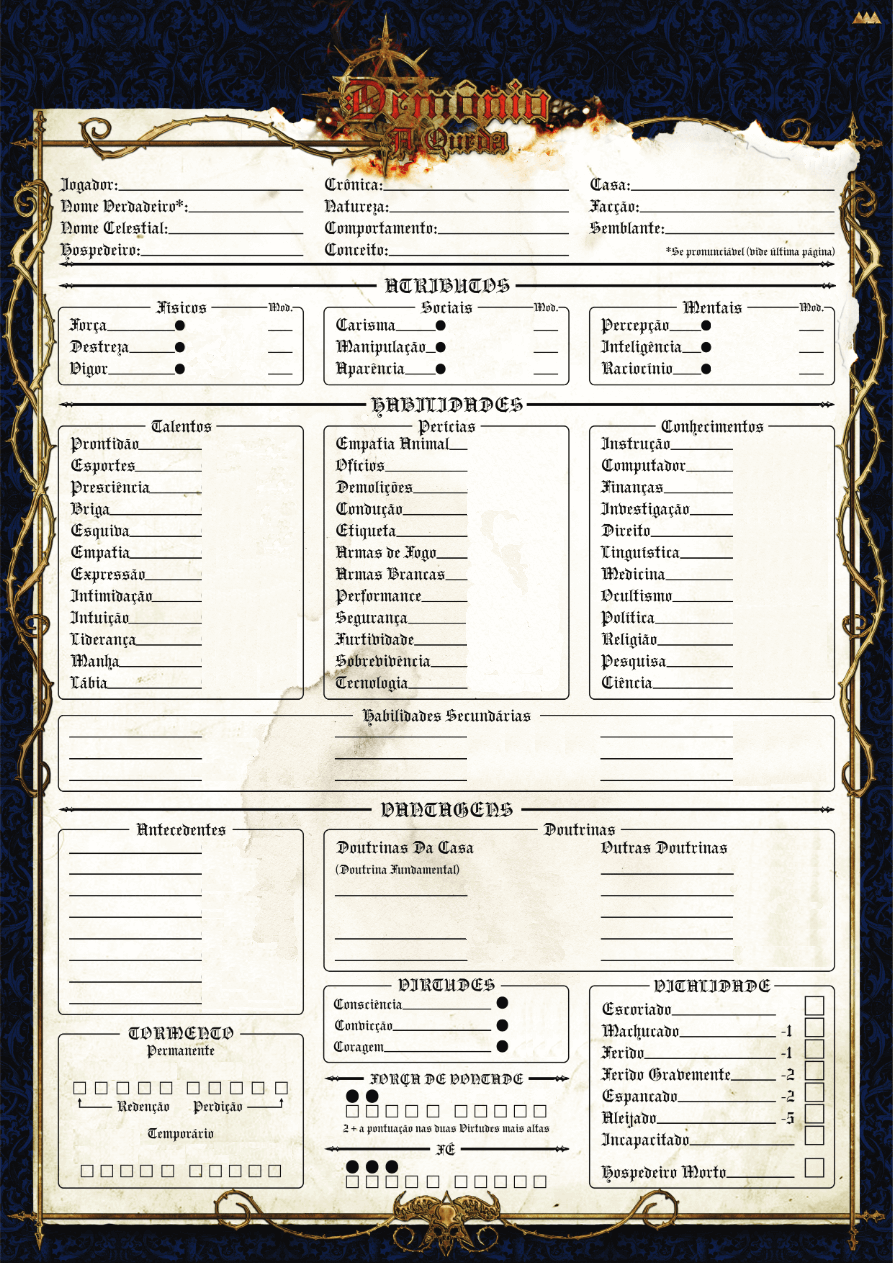 Demônio
A Queda
Jogador: Crônica: Casa:
Nome Verdadeiro*: Natureza: Facção:
Nome Celestial: Comportamento: Semblante:
Hospedeiro: Conceito: *Se pronunciável (vide última página)
ATRIBUTOS
Físicos Mod. Sociais Mod. Mentais Mod.
Força Carisma Percepção
Destreza Manipulação Inteligência
Vigor Aparência Raciocínio
HABILIDADES
Talentos Perícias Conhecimentos
Prontidão Empatia Animal Instrução
Esportes Ofícios Computador
Presciência Demolições Finanças
Briga Condução Investigação
Esquiva Etiqueta Direito
Empatia Armas de Fogo Linguística
Expressão Armas Brancas Medicina
Intimidação Performance Ocultismo
Intuição Segurança Política
Liderança Furtividade Religião
Manha Sobrevivência Pesquisa
Lábia Tecnologia Ciência
Habilidades Secundárias
VANTAGENS
Antecedentes Doutrinas
Doutrinas Da Casa Outras Doutrinas
(Doutrina Fundamental)
VIRTUDES
Consciência
Convicção
Coragem
VITALIDADE
Escoriado
Machucado -1
Ferido -1
Ferido Gravemente -2
Espancado -2
Aleijado -5
Incapacitado
Hospedeiro Morto
TORMENTO
Permanente
Redenção Perdição
Temporário
FORÇA DE VONTADE
2 + a pontuação nas duas Virtudes mais altas
FÉ